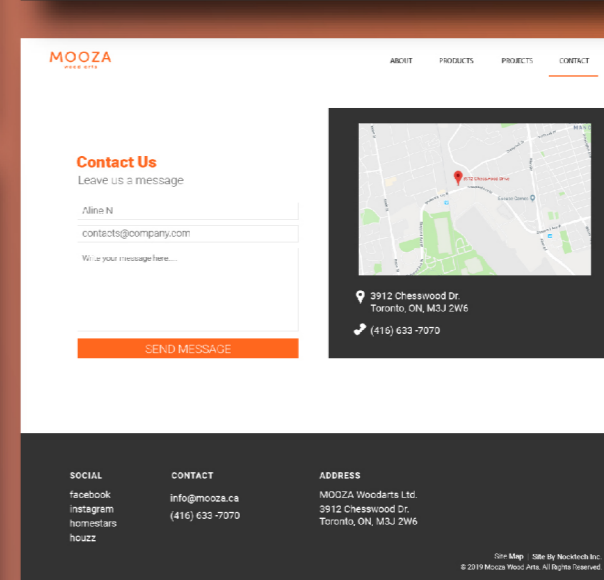 MOOZA
WOOD ARTS
ABOUT
PRODUCTS
PROJECTS
CONTACT
Contact Us
Leave us a message
Aline N
contacts@company.com
Write your message here.....
SEND MESSAGE
3912 Chesswood Dr.
Toronto, ON, M3J 2W6
(416) 633 -7070
SOCIAL
facebook
instagram
homestars
houzz
CONTACT
info@mooza.ca
(416) 633 -7070
ADDRESS
MOOZA Woodarts Ltd.
3912 Chesswood Dr.
Toronto, ON, M3J 2W6
Site Map | Site By Nocktech Inc.
© 2019 Mooza Wood Arts. All Rights Reserved.